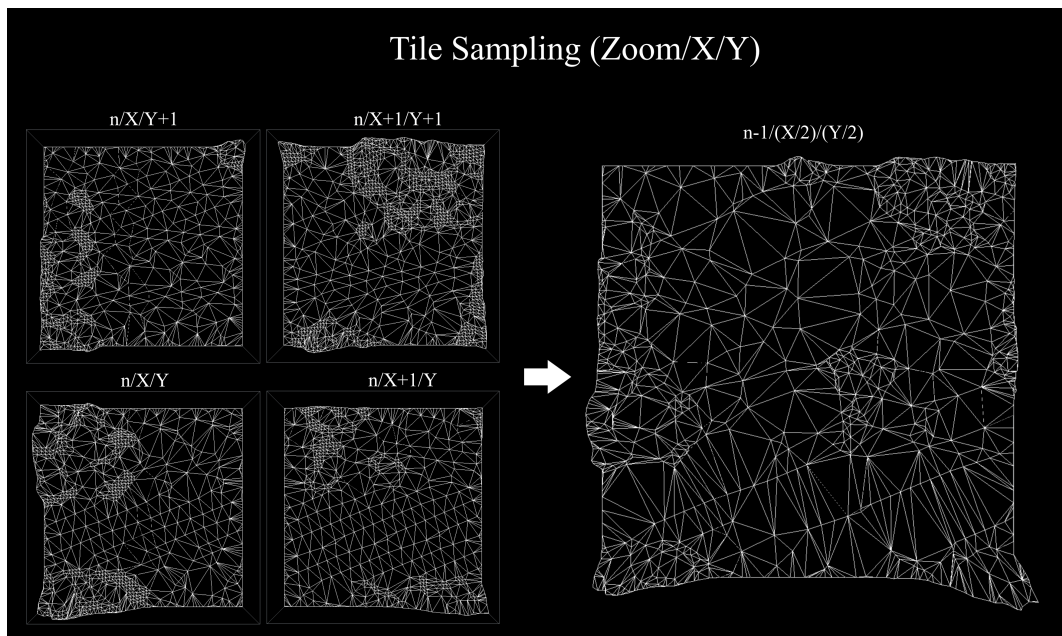 Tile Sampling (Zoom/X/Y)
n/X/Y+1
n/X+1/Y+1
n-1/(X/2)/(Y/2)
n/X/Y
n/X+1/Y